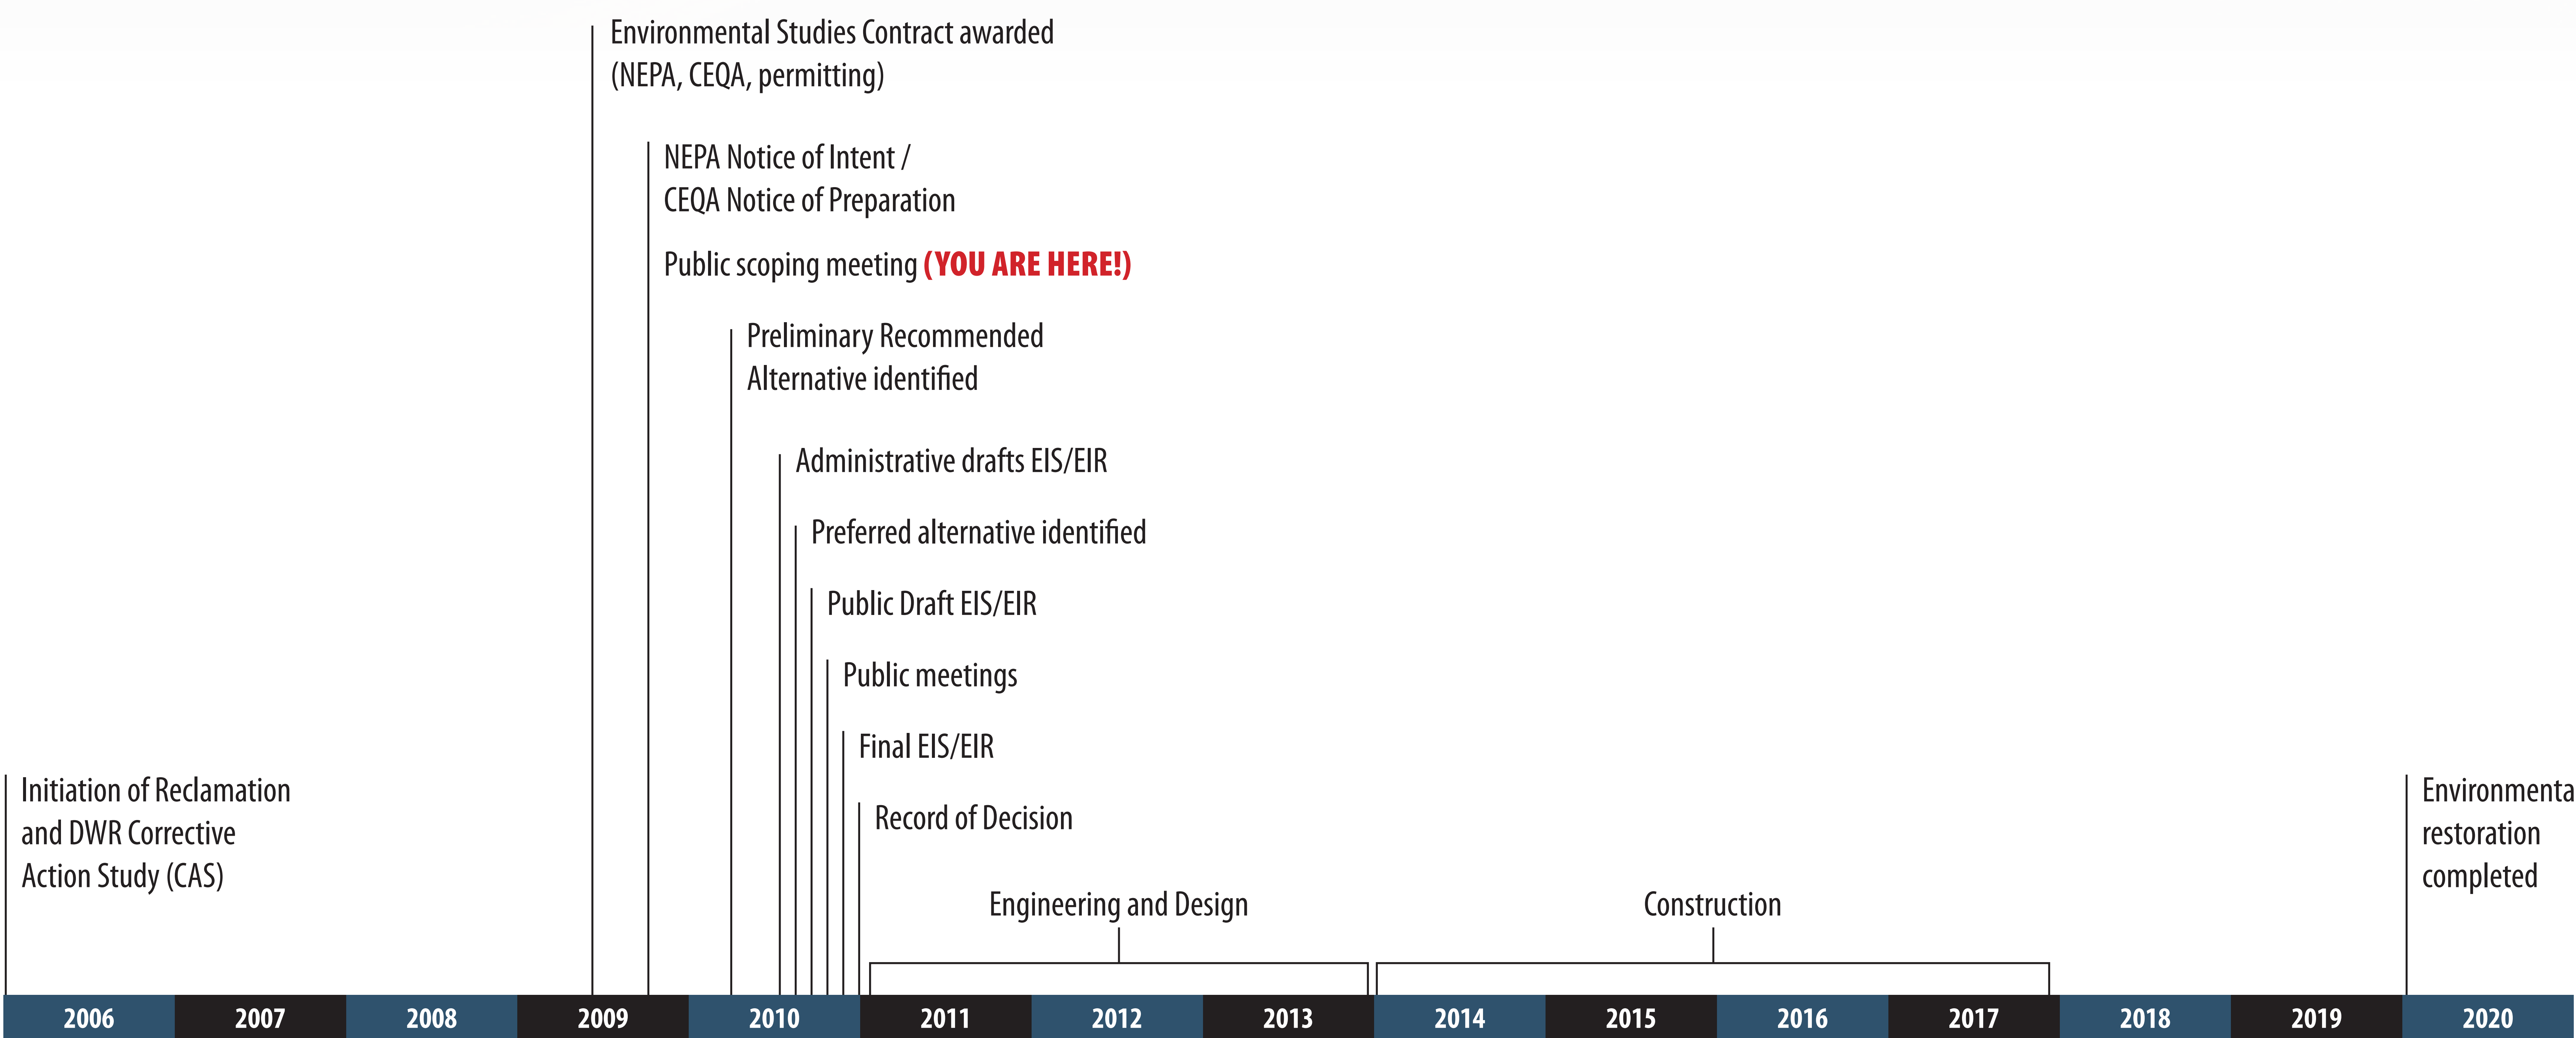 Environmental Studies Contract awarded
(NEPA, CEQA, permitting)
NEPA Notice of Intent /
CEQA Notice of Preparation
Public scoping meeting (YOU ARE HERE!)
Preliminary Recommended
Alternative identified
Administrative drafts EIS/EIR
Preferred alternative identified
Public Draft EIS/EIR
Public meetings
Final EIS/EIR
Record of Decision
Initiation of Reclamation
and DWR Corrective
Action Study (CAS)
Engineering and Design
Construction
Environmenta
restoration
completed
2006 2007 2008 2009 2010 2011 2012 2013 2014 2015 2016 2017 2018 2019 2020